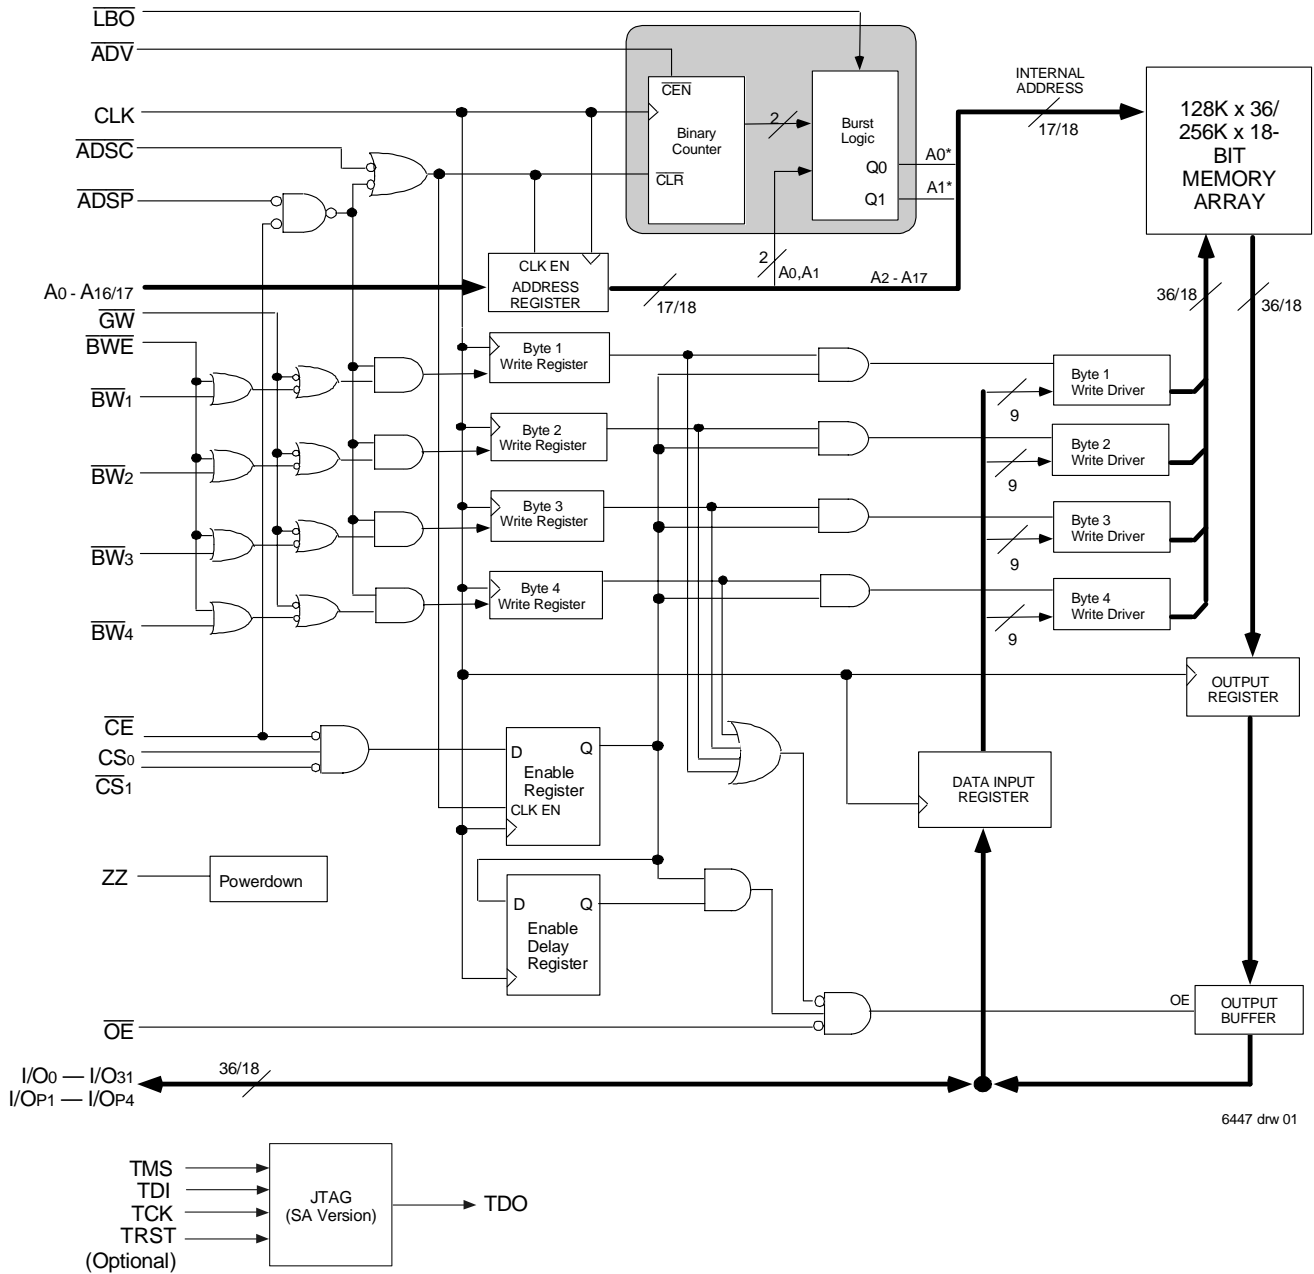 LBO
ADV
CLK
ADSC
ADSP
A0 - A16/17
GW
BWE
BW1
BW2
BW3
BW4
CE
CS0
CS1
ZZ
Powerdown
OE
I/O0 — I/O31
I/OP1 — I/OP4
36/18
CEN
Binary
Counter
CLR
2
Burst
Logic
Q0
Q1
A0*
A1*
INTERNAL
ADDRESS
17/18
128K x 36/
256K x 18-
BIT
MEMORY
ARRAY
CLK EN
ADDRESS
REGISTER
17/18
2
A0,A1
A2 - A17
36/18
36/18
Byte 1
Write Register
Byte 2
Write Register
Byte 3
Write Register
Byte 4
Write Register
9
Byte 1
Write Driver
9
Byte 2
Write Driver
9
Byte 3
Write Driver
9
Byte 4
Write Driver
OUTPUT
REGISTER
D
Q
Enable
Register
CLK EN
DATA INPUT
REGISTER
D
Q
Enable
Delay
Register
OE
OUTPUT
BUFFER
6447 drw 01
TMS
TDI
TCK
TRST
(Optional)
JTAG
(SA Version)
TDO